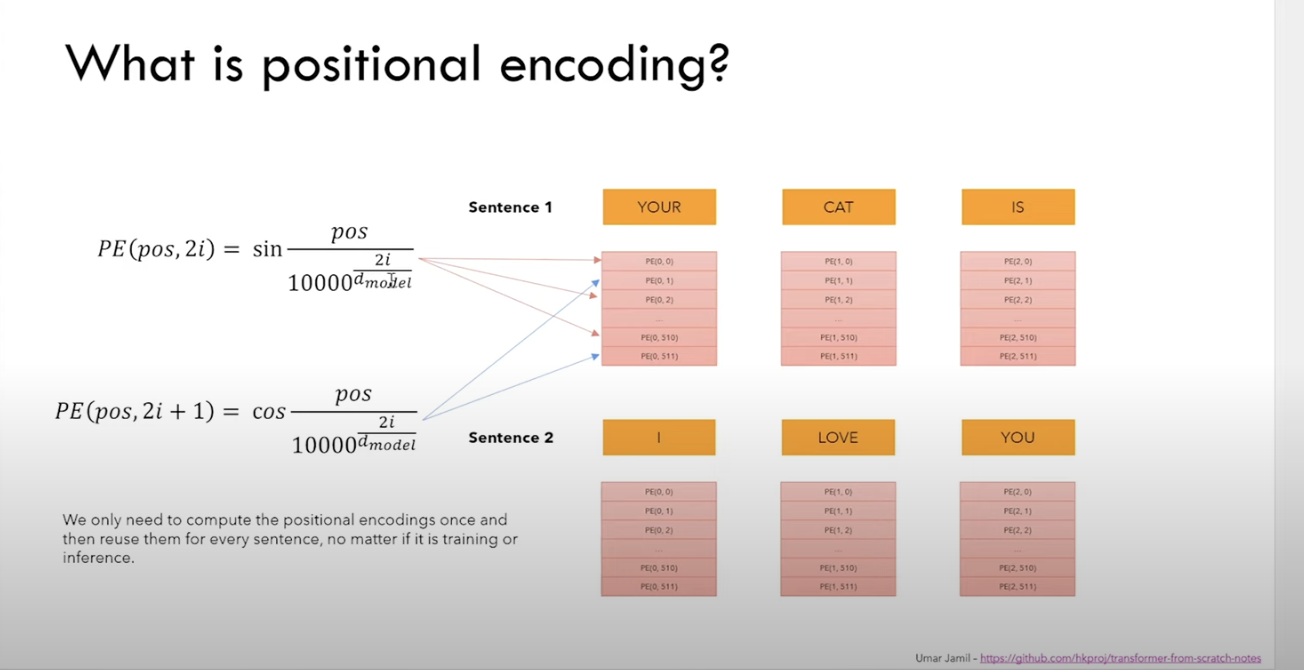 What is positional encoding?
Sentence 1
YOUR
CAT
IS
PE(pos, 2i) = sin pos / 10000^(2i / d_model)
PE(0, 0)
PE(0, 1)
PE(0, 2)
...
PE(0, 510)
PE(0, 511)
PE(1, 0)
PE(1, 1)
PE(1, 2)
...
PE(1, 510)
PE(1, 511)
PE(2, 0)
PE(2, 1)
PE(2, 2)
...
PE(2, 510)
PE(2, 511)
PE(pos, 2i + 1) = cos pos / 10000^(2i / d_model)
Sentence 2
I
LOVE
YOU
PE(0, 0)
PE(0, 1)
PE(0, 2)
...
PE(0, 510)
PE(0, 511)
PE(1, 0)
PE(1, 1)
PE(1, 2)
...
PE(1, 510)
PE(1, 511)
PE(2, 0)
PE(2, 1)
PE(2, 2)
...
PE(2, 510)
PE(2, 511)
We only need to compute the positional encodings once and
then reuse them for every sentence, no matter if it is training or
inference.
Umar Jamil - https://github.com/hkproj/transformer-from-scratch-notes